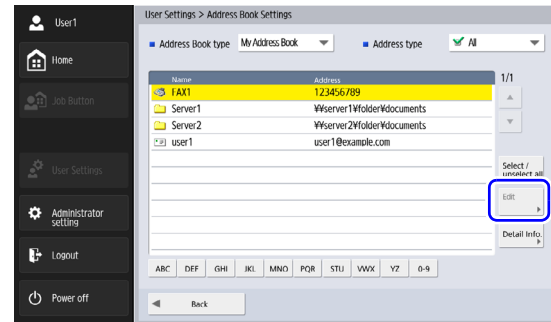 User1
User Settings > Address Book Settings
Address Book type
My Address Book
Address type
All
Home
Job Button
User Settings
Administrator
setting
Logout
Power off
Name Address
1/1
FAX1 123456789
Server1 ¥¥server1¥folder¥documents
Server2 ¥¥server2¥folder¥documents
user1 user1@example.com
Select /
unselect all
Edit
Detail Info.
ABC DEF GHI JKL MNO PQR STU VWX YZ 0-9
Back